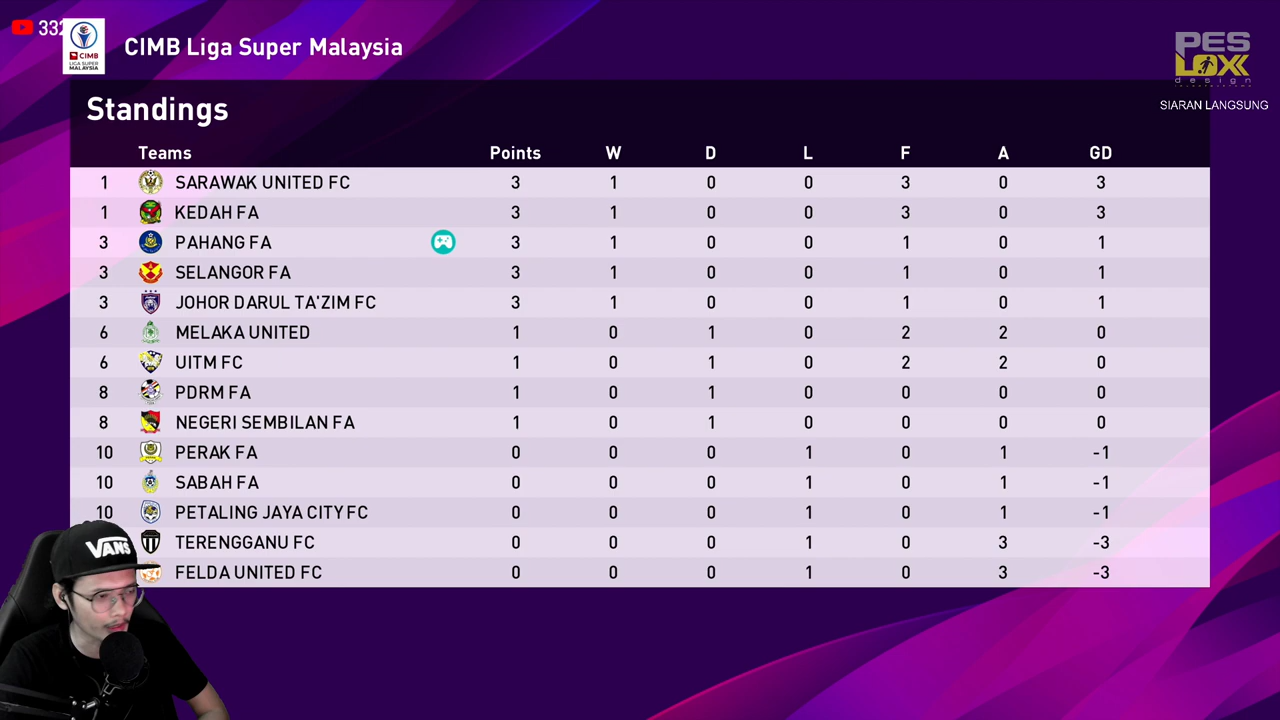 332
CIMB
LIGA SUPER
MALAYSIA
CIMB Liga Super Malaysia
PES
LOXX
design
SIARAN LANGSUNG
Standings
Teams Points W D L F A GD
1 SARAWAK UNITED FC 3 1 0 0 3 0 3
1 KEDAH FA 3 1 0 0 3 0 3
3 PAHANG FA 3 1 0 0 1 0 1
3 SELANGOR FA 3 1 0 0 1 0 1
3 JOHOR DARUL TA'ZIM FC 3 1 0 0 1 0 1
6 MELAKA UNITED 1 0 1 0 2 2 0
6 UITM FC 1 0 1 0 2 2 0
8 PDRM FA 1 0 1 0 0 0 0
8 NEGERI SEMBILAN FA 1 0 1 0 0 0 0
10 PERAK FA 0 0 0 1 0 1 -1
10 SABAH FA 0 0 0 1 0 1 -1
10 PETALING JAYA CITY FC 0 0 0 1 0 1 -1
TERENGGANU FC 0 0 0 1 0 3 -3
FELDA UNITED FC 0 0 0 1 0 3 -3
VANS